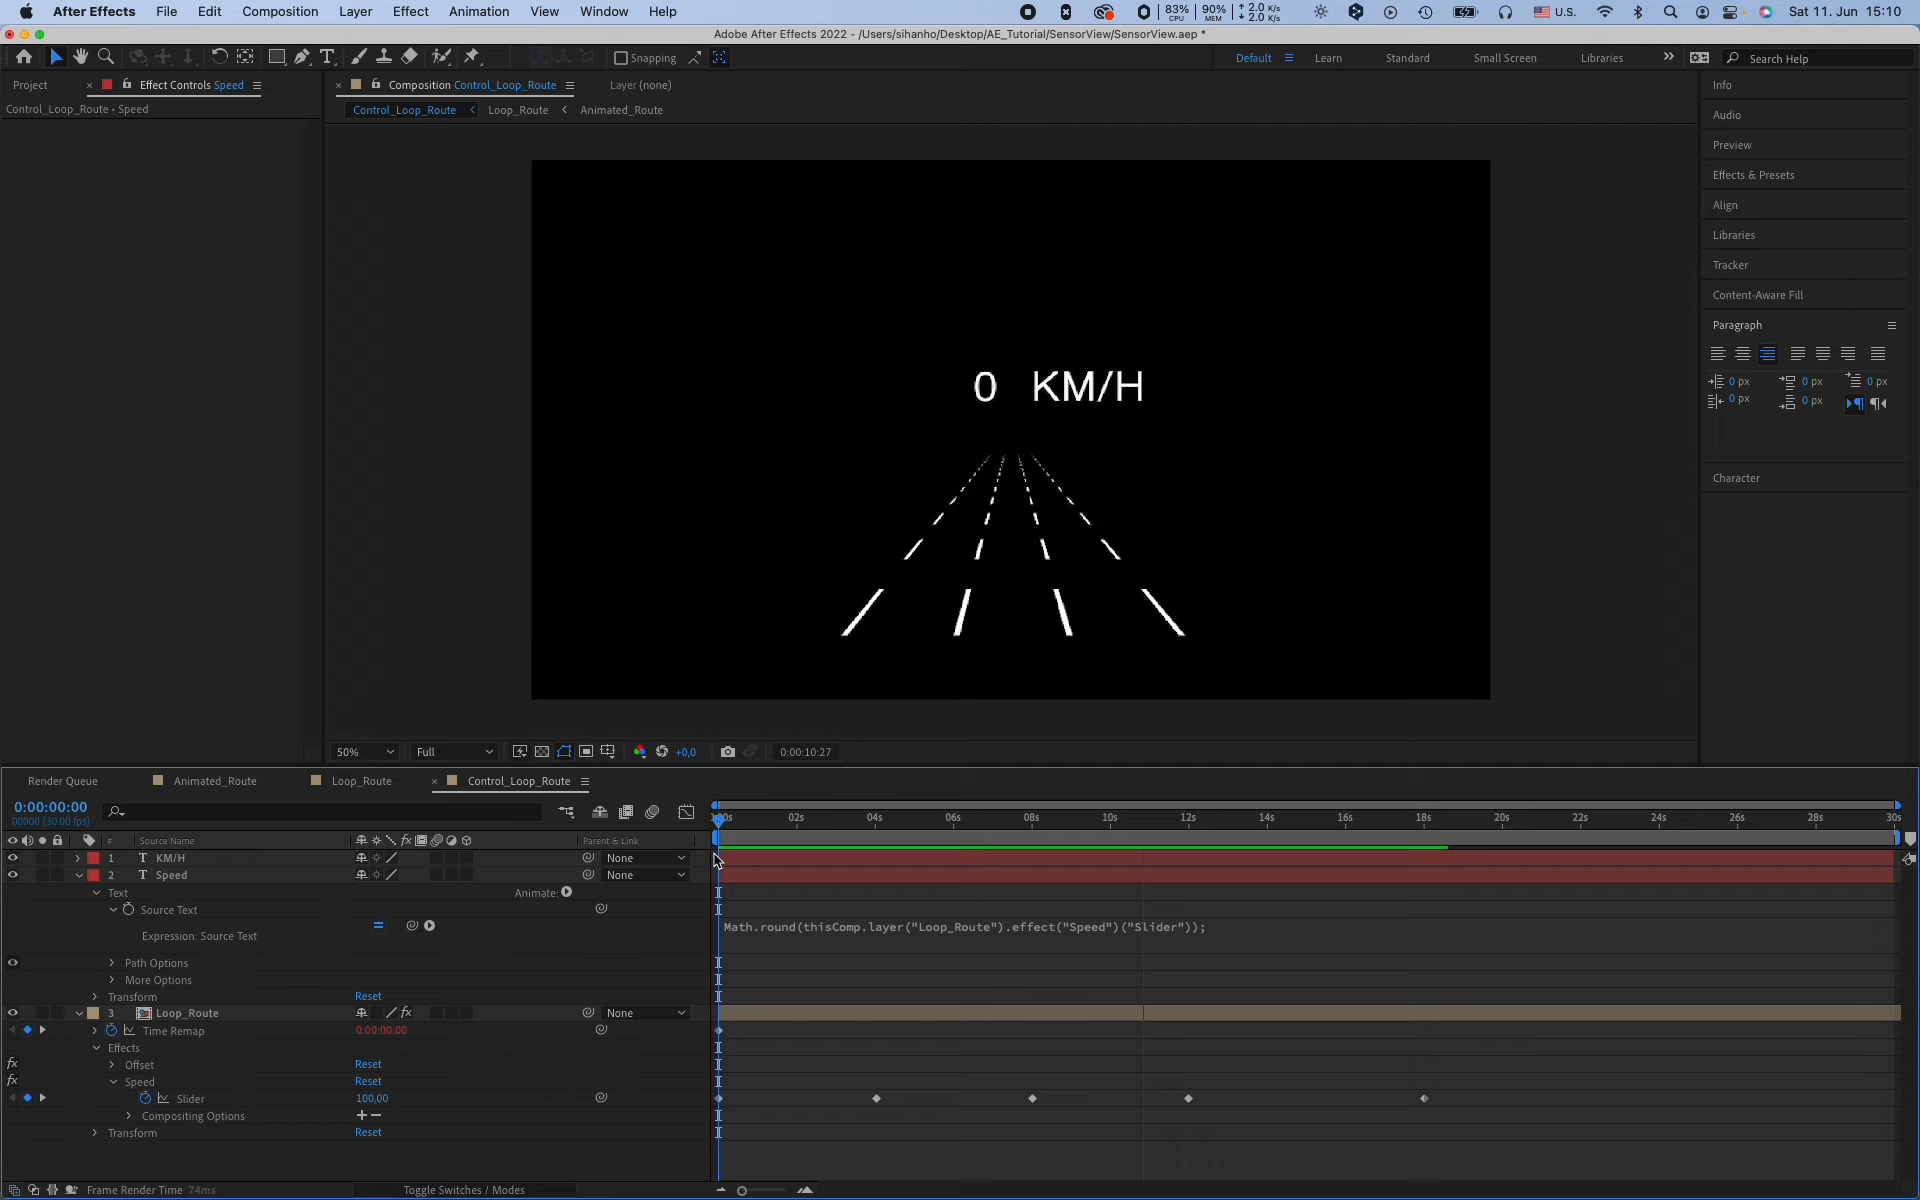 After Effects File Edit Composition Layer Effect Animation View Window Help 83% CPU 90% MEM 2.0 K/s 2.0 K/s U.S. Sat 11. Jun 15:10
Adobe After Effects 2022 - /Users/sihanho/Desktop/AE_Tutorial/SensorView/SensorView.aep *
Snapping Default Learn Standard Small Screen Libraries Search Help
Project Effect Controls Speed Composition Control_Loop_Route Layer (none) Info
Control_Loop_Route • Speed Control_Loop_Route Loop_Route Animated_Route
Audio
Preview
Effects & Presets
Align
Libraries
Tracker
Content-Aware Fill
Paragraph
0 px 0 px 0 px
0 px 0 px
Character
0 KM/H
50% Full +0,0 0:00:10:27
Render Queue Animated_Route Loop_Route Control_Loop_Route
0:00:00:00
00000 (30.00 fps)
02s 04s 06s 08s 10s 12s 14s 16s 18s 20s 22s 24s 26s 28s 30s
# Source Name fx Parent & Link
1 T KM/H None
2 T Speed None
Text Animate:
Source Text
Expression: Source Text Math.round(thisComp.layer("Loop_Route").effect("Speed")("Slider"));
Path Options
More Options
Transform Reset
3 Loop_Route fx None
Time Remap 0:00:00:00
Effects
fx Offset Reset
fx Speed Reset
Slider 100,00
Compositing Options + −
Transform Reset
Frame Render Time 74ms Toggle Switches / Modes